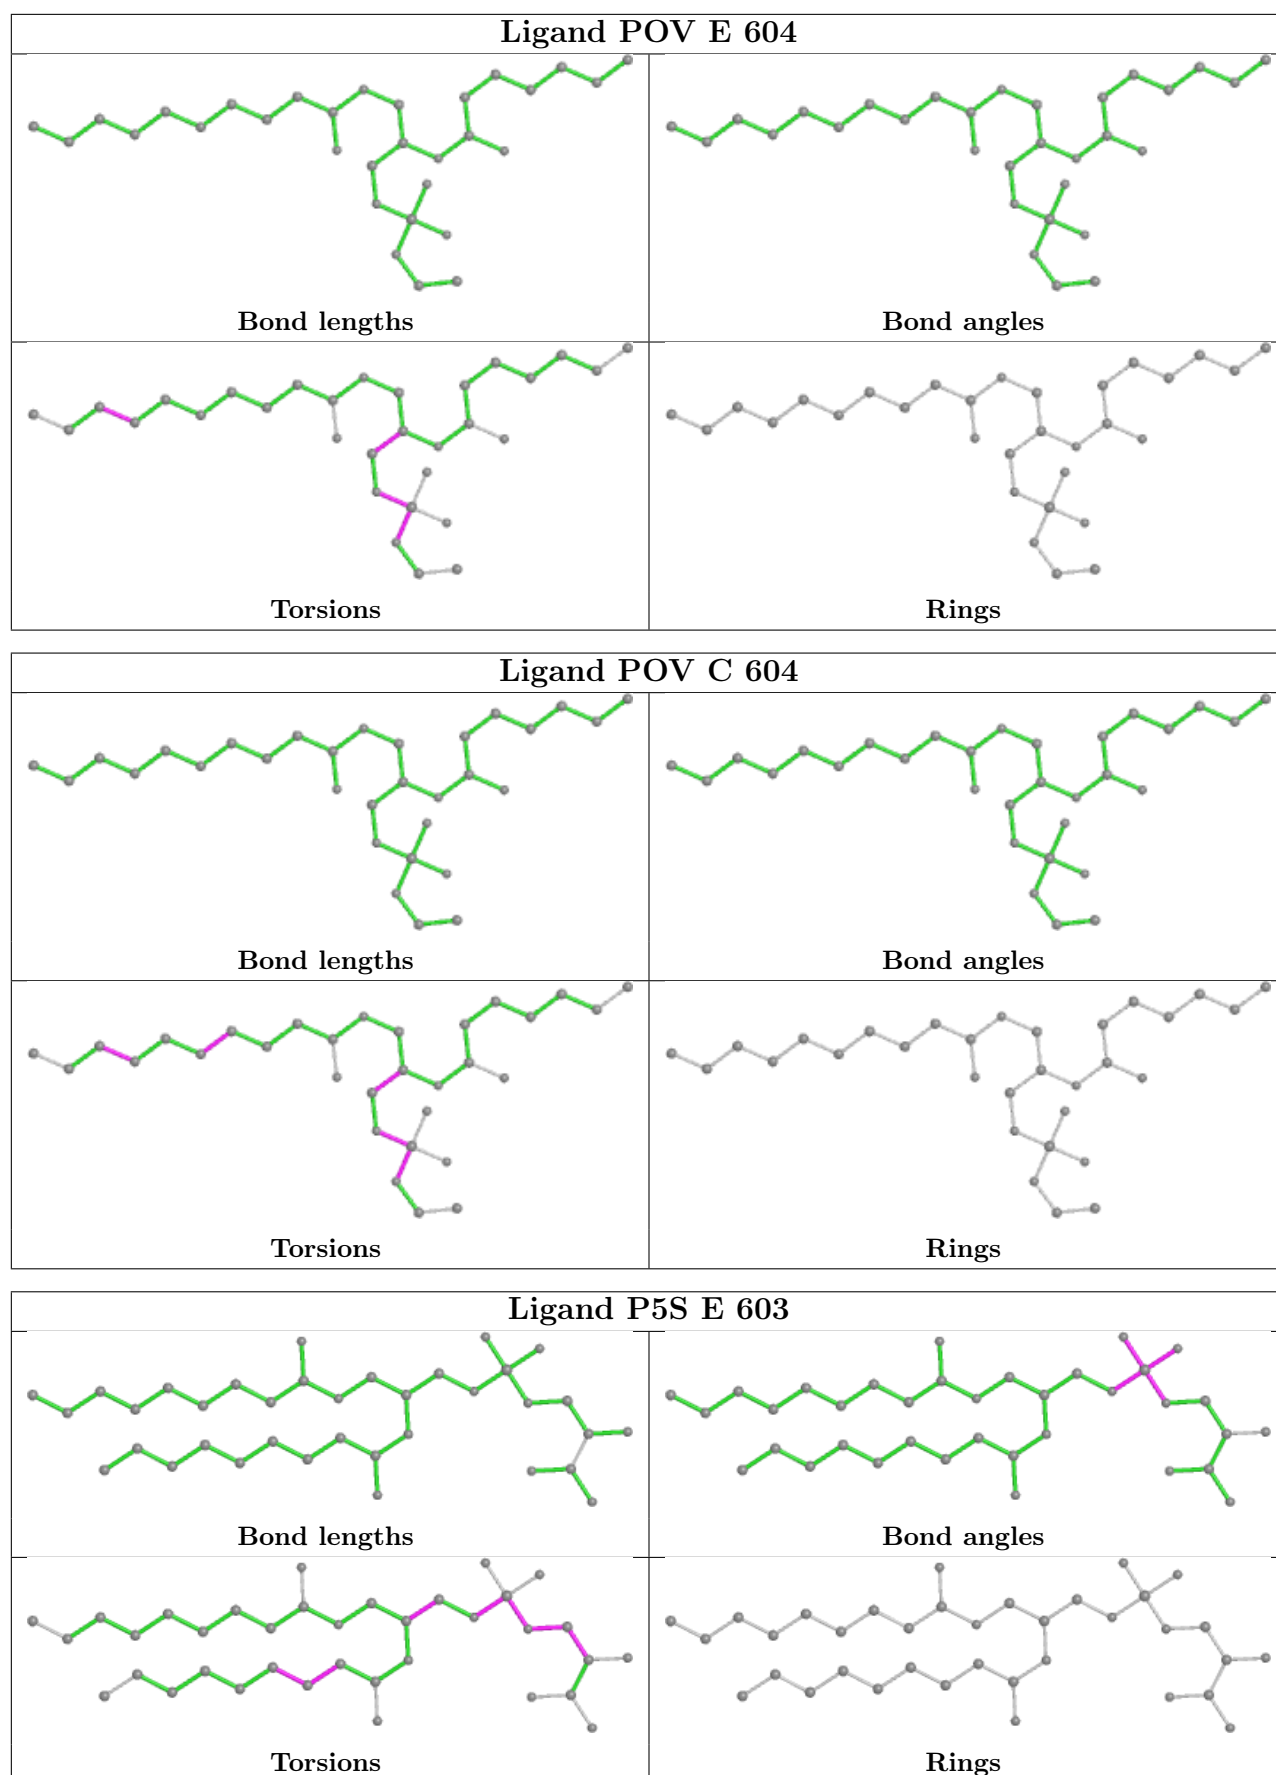 Ligand POV E 604
Bond lengths
Bond angles
Torsions
Rings
Ligand POV C 604
Bond lengths
Bond angles
Torsions
Rings
Ligand P5S E 603
Bond lengths
Bond angles
Torsions
Rings